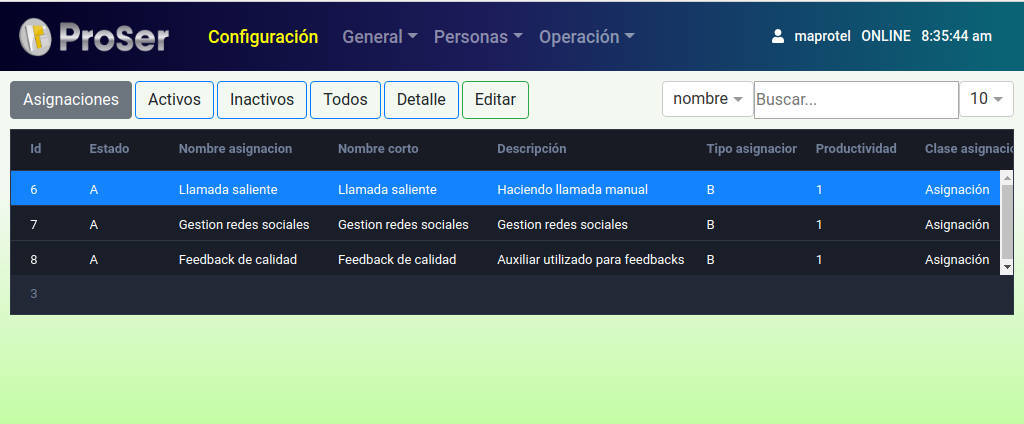 ProSer Configuración General Personas Operación maprotel ONLINE 8:35:44 am
Asignaciones Activos Inactivos Todos Detalle Editar nombre Buscar... 10
Id Estado Nombre asignacion Nombre corto Descripción Tipo asignacior Productividad Clase asignacio
6 A Llamada saliente Llamada saliente Haciendo llamada manual B 1 Asignación
7 A Gestion redes sociales Gestion redes sociales Gestion redes sociales B 1 Asignación
8 A Feedback de calidad Feedback de calidad Auxiliar utilizado para feedbacks B 1 Asignación
3